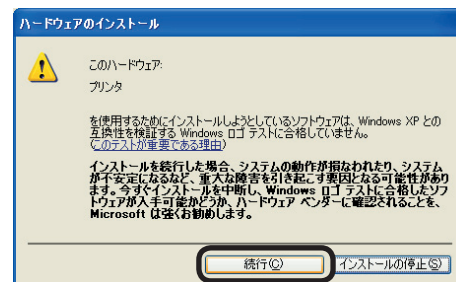 ハードウェアのインストール
このハードウェア:
プリンタ
を使用するためにインストールしようとしているソフトウェアは、Windows XP との
互換性を検証する Windows ロゴ テストに合格していません。
(このテストが重要である理由)
インストールを続行した場合、システムの動作が損なわれたり、システム
が不安定になるなど、重大な障害を引き起こす要因となる可能性があり
ます。今すぐインストールを中断し、Windows ロゴ テストに合格したソフ
トウェアが入手可能かどうか、ハードウェア ベンダーに確認されることを、
Microsoft は強くお勧めします。
続行(C)
インストールの停止(S)